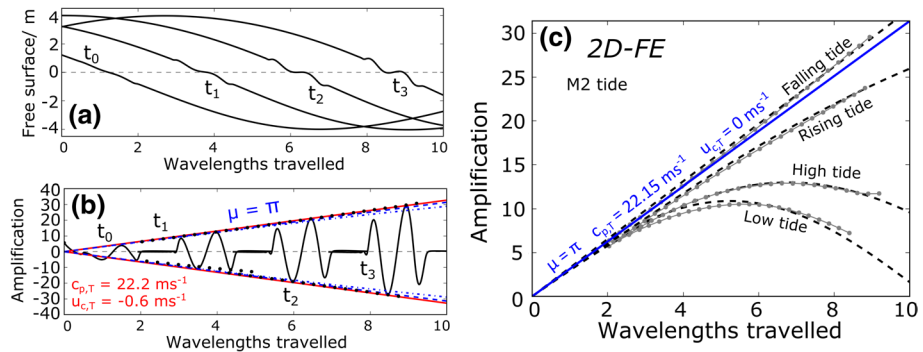 (a)
Free surface/ m
4
2
0
−2
−4
t0
t1
t2
t3
0 2 4 6 8 10
Wavelengths travelled
(b)
Amplification
40
30
20
10
0
-10
-20
-30
t0
t1
μ = π
t3
t2
cp,T = 22.2 ms-1
uc,T = -0.6 ms-1
0 2 4 6 8 10
Wavelengths travelled
(c)
2D-FE
M2 tide
Amplification
30
25
20
15
10
5
0
Falling tide
Rising tide
High tide
Low tide
μ = π cp,T = 22.15 ms-1 uc,T = 0 ms-1
0 2 4 6 8 10
Wavelengths travelled